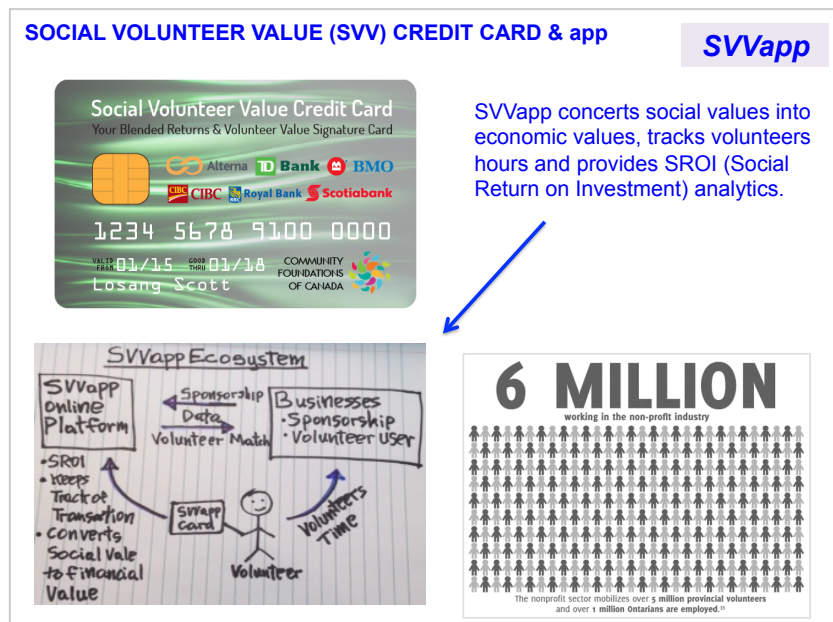 SOCIAL VOLUNTEER VALUE (SVV) CREDIT CARD & app
SVVapp
Social Volunteer Value Credit Card
Your Blended Returns & Volunteer Value Signature Card
Alterna TD Bank BMO
CIBC CIBC RBC Royal Bank Scotiabank
1234 5678 9100 0000
VALID FROM 01/15 GOOD THRU 01/18
Losang Scott
COMMUNITY
FOUNDATIONS
OF CANADA
SVVapp concerts social values into
economic values, tracks volunteers
hours and provides SROI (Social
Return on Investment) analytics.
SVVapp Ecosystem
SVVapp
online
Platform
Sponsorship
Data
Volunteer Match
Businesses
• Sponsorship
• Volunteer user
• SROI
• Keeps
Track of
Transaction
• Converts
Social Vale
to Financial
Value
SVVapp
card
Volunteer
Volunteers
Time
6 MILLION
working in the non-profit industry
The nonprofit sector mobilizes over 5 million provincial volunteers
and over 1 million Ontarians are employed.